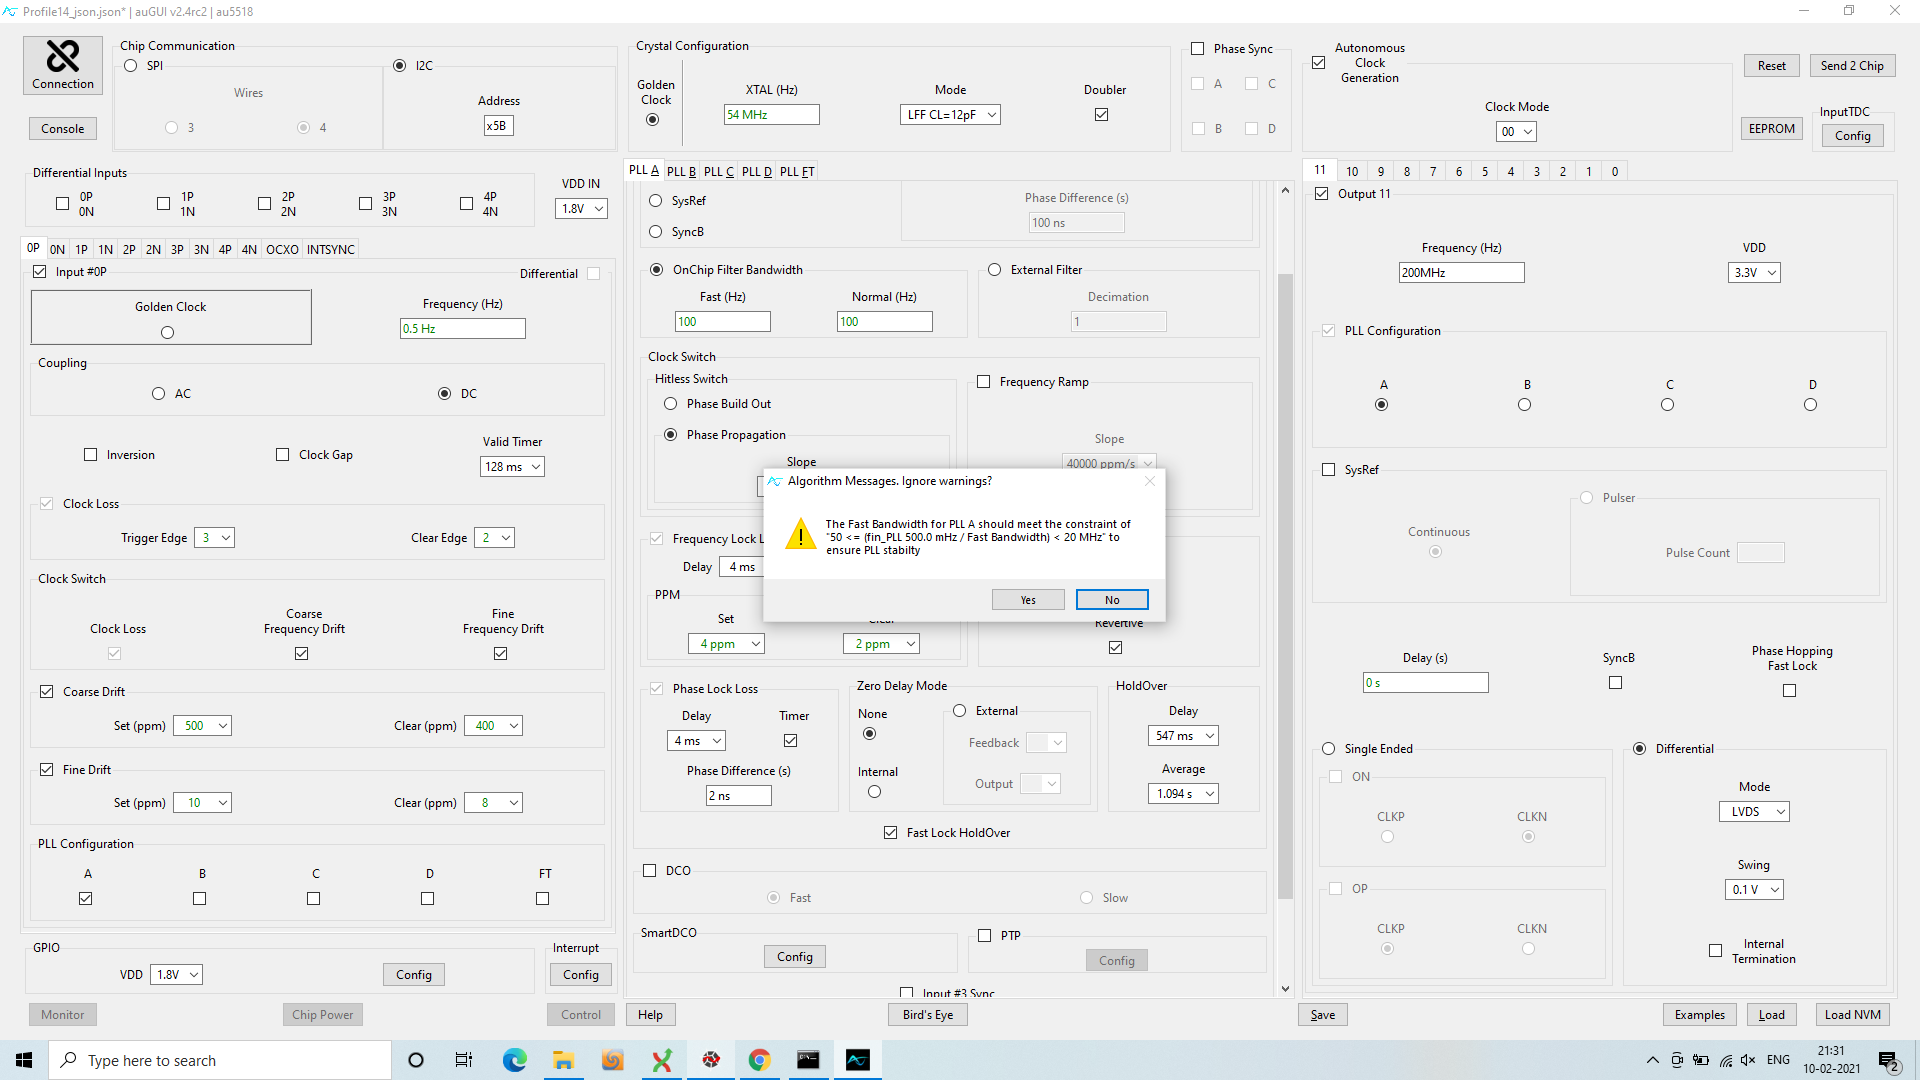 Profile14_json.json* | auGUI v2.4rc2 | au5518
Connection
Console
Chip Communication
SPI
Wires
3
4
I2C
Address
x5B
Crystal Configuration
Golden
Clock
XTAL (Hz)
54 MHz
Mode
LFF CL=12pF
Doubler
Phase Sync
A
C
B
D
Autonomous
Clock
Generation
Clock Mode
00
Reset
Send 2 Chip
EEPROM
InputTDC
Config
Differential Inputs
0P
0N
1P
1N
2P
2N
3P
3N
4P
4N
VDD IN
1.8V
0P 0N 1P 1N 2P 2N 3P 3N 4P 4N OCXO INTSYNC
Input #0P
Differential
Golden Clock
Frequency (Hz)
0.5 Hz
Coupling
AC
DC
Inversion
Clock Gap
Valid Timer
128 ms
Clock Loss
Trigger Edge 3
Clear Edge 2
Clock Switch
Clock Loss
Coarse
Frequency Drift
Fine
Frequency Drift
Coarse Drift
Set (ppm) 500
Clear (ppm) 400
Fine Drift
Set (ppm) 10
Clear (ppm) 8
PLL Configuration
A B C D FT
GPIO
VDD 1.8V
Config
Interrupt
Config
Monitor
Chip Power
Control
PLL A PLL B PLL C PLL D PLL FT
SysRef
SyncB
Phase Difference (s)
100 ns
OnChip Filter Bandwidth
Fast (Hz)
100
Normal (Hz)
100
External Filter
Decimation
1
Clock Switch
Hitless Switch
Phase Build Out
Phase Propagation
Slope
Frequency Ramp
Slope
40000 ppm/s
Frequency Lock L
Delay 4 ms
PPM
Set
4 ppm
2 ppm
Revertive
Algorithm Messages. Ignore warnings?
The Fast Bandwidth for PLL A should meet the constraint of
"50 <= (fin_PLL 500.0 mHz / Fast Bandwidth) < 20 MHz" to
ensure PLL stabilty
Yes
No
Phase Lock Loss
Delay
4 ms
Timer
Phase Difference (s)
2 ns
Zero Delay Mode
None
Internal
External
Feedback
Output
HoldOver
Delay
547 ms
Average
1.094 s
Fast Lock HoldOver
DCO
Fast
Slow
SmartDCO
Config
PTP
Config
Input #3 Sync
Help
Bird's Eye
11 10 9 8 7 6 5 4 3 2 1 0
Output 11
Frequency (Hz)
200MHz
VDD
3.3V
PLL Configuration
A B C D
SysRef
Continuous
Pulser
Pulse Count
Delay (s)
0 s
SyncB
Phase Hopping
Fast Lock
Single Ended
ON
CLKP
CLKN
OP
CLKP
CLKN
Differential
Mode
LVDS
Swing
0.1 V
Internal
Termination
Save
Examples
Load
Load NVM
Type here to search
ENG
21:31
10-02-2021
2